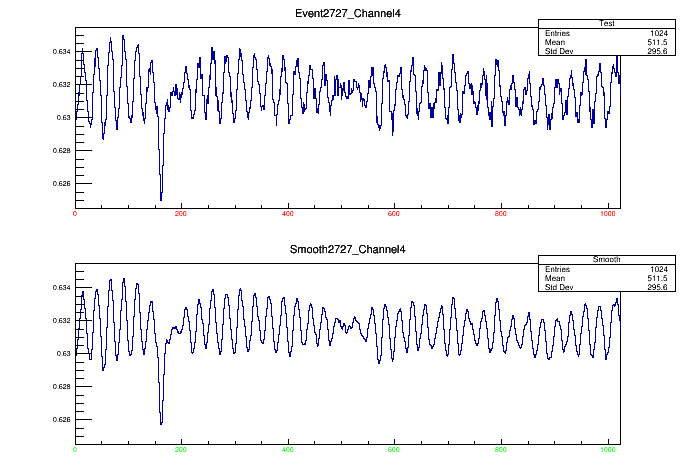 Event2727_Channel4
Test
Entries 1024
Mean 511.5
Std Dev 295.6
0.634
0.632
0.63
0.628
0.626
0 200 400 600 800 1000
Smooth2727_Channel4
Smooth
Entries 1024
Mean 511.5
Std Dev 295.6
0.634
0.632
0.63
0.628
0.626
0 200 400 600 800 1000